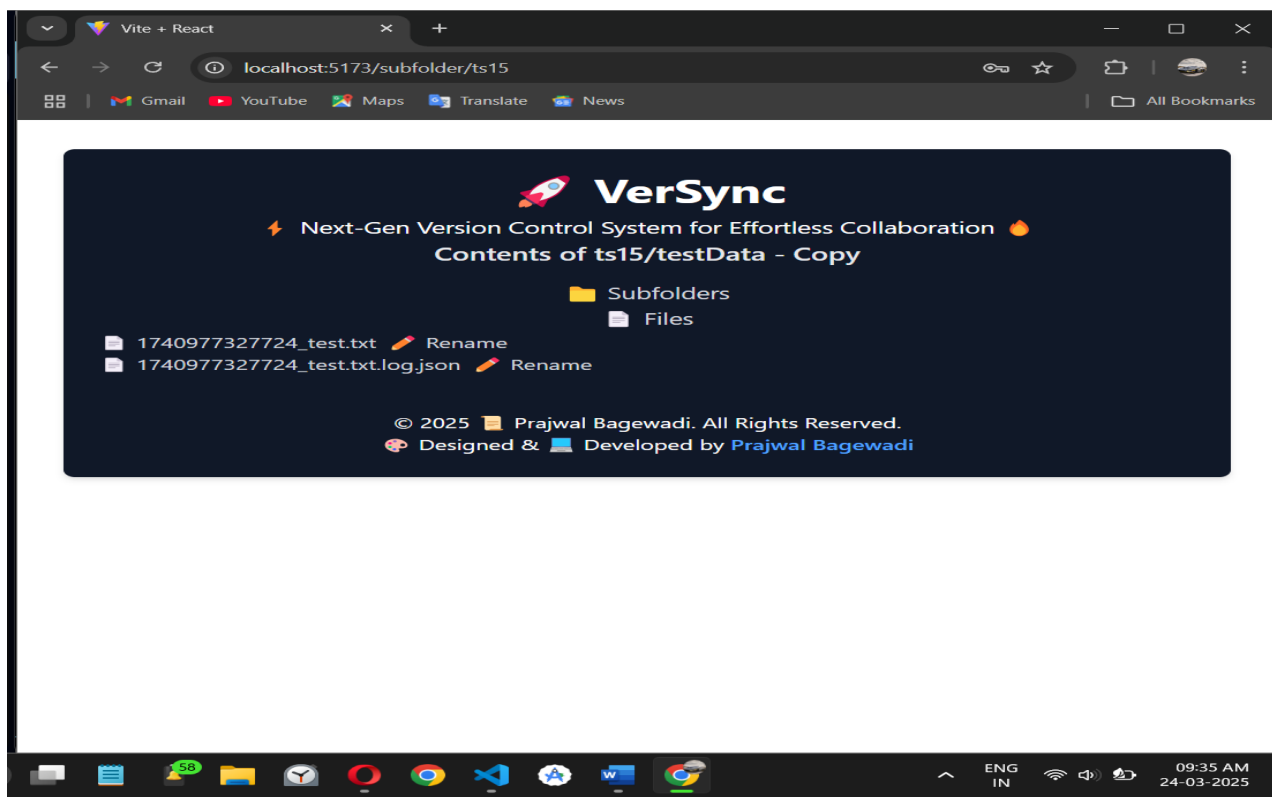 Vite + React
localhost:5173/subfolder/ts15
Gmail YouTube Maps Translate News All Bookmarks
🚀 VerSync
⚡ Next-Gen Version Control System for Effortless Collaboration 🔥
Contents of ts15/testData - Copy
📁 Subfolders
📄 Files
📄 1740977327724_test.txt ✏️ Rename
📄 1740977327724_test.txt.log.json ✏️ Rename
© 2025 📜 Prajwal Bagewadi. All Rights Reserved.
🎨 Designed & 💻 Developed by Prajwal Bagewadi
58
ENG
IN
09:35 AM
24-03-2025